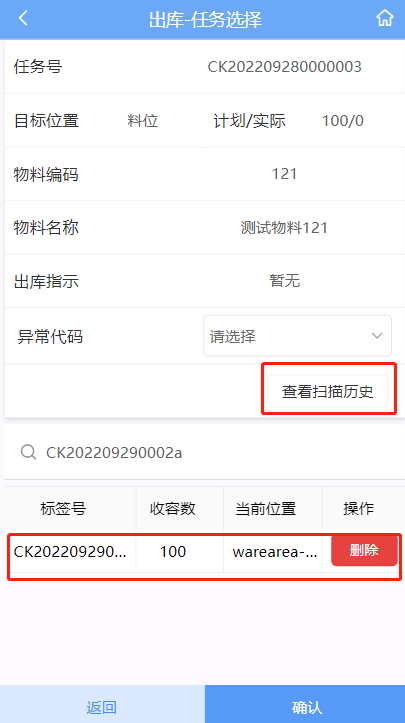 出库-任务选择
任务号 CK202209280000003
目标位置 料位 计划/实际 100/0
物料编码 121
物料名称 测试物料121
出库指示 暂无
异常代码 请选择
查看扫描历史
CK202209290002a
标签号 收容数 当前位置 操作
CK202209290... 100 warearea-... 删除
返回 确认